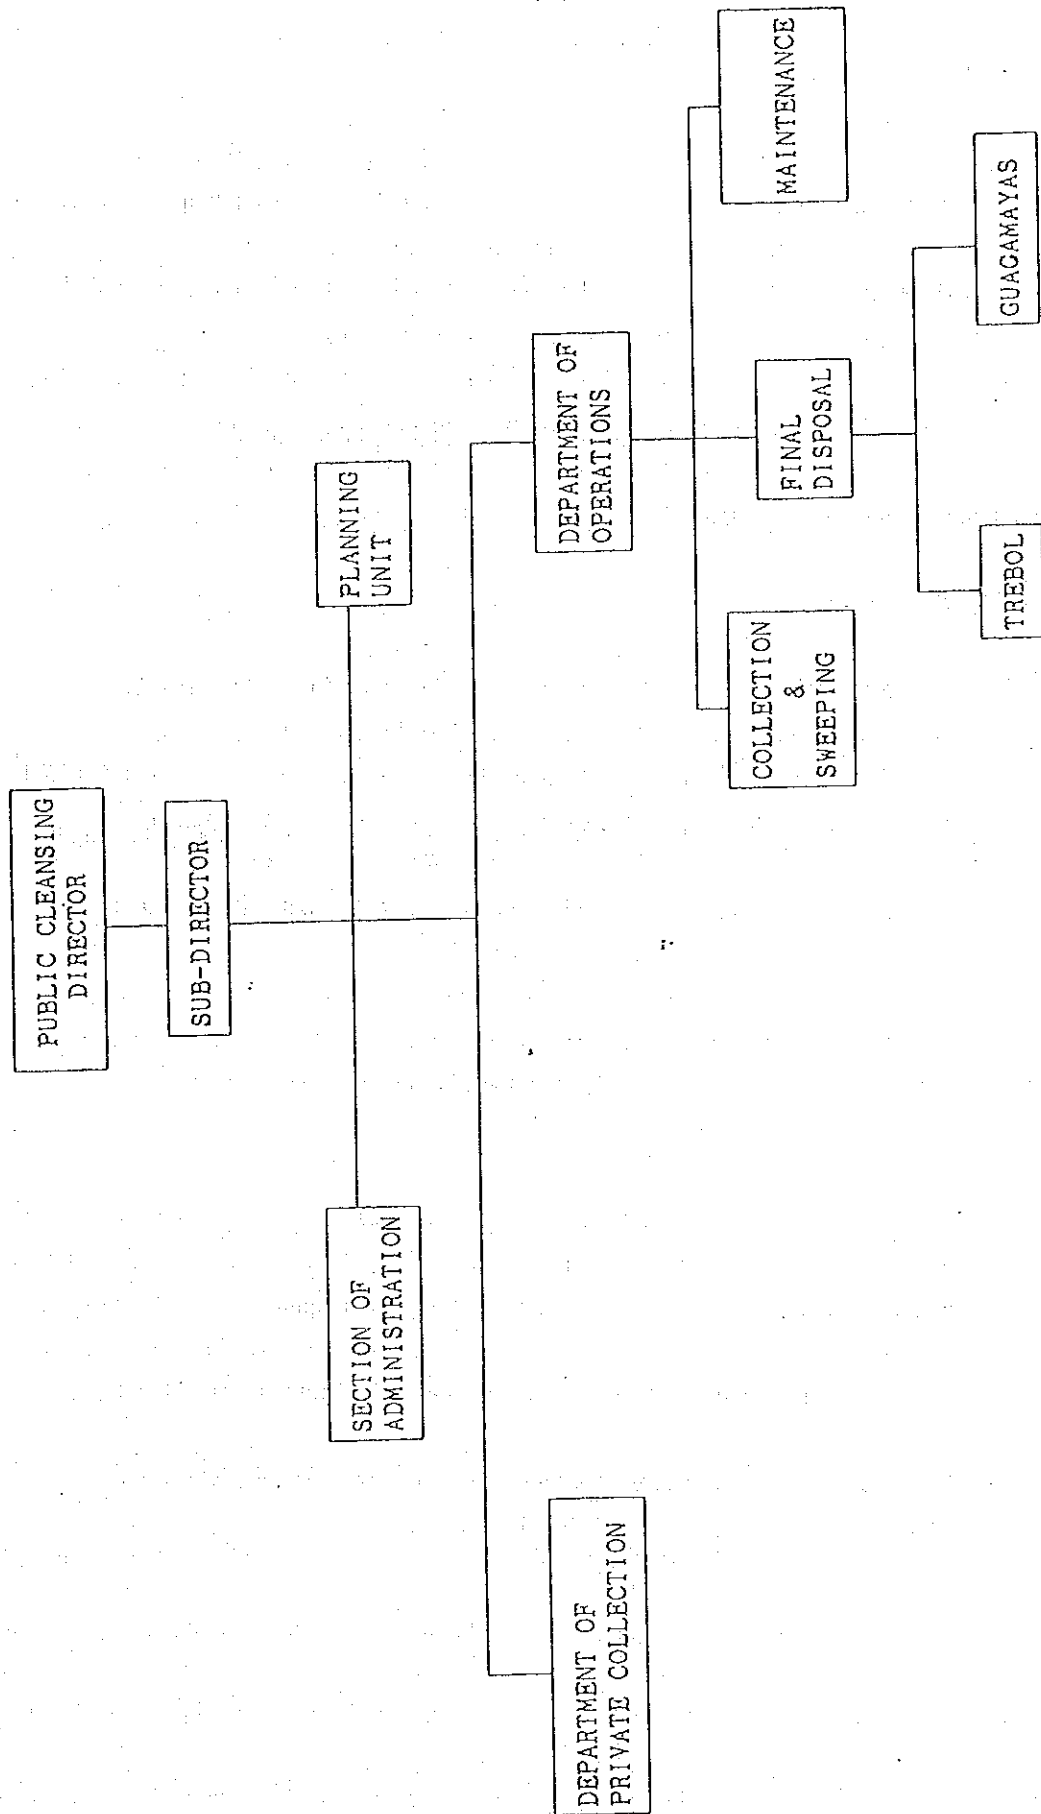 PUBLIC CLEANSING
DIRECTOR
SUB-DIRECTOR
SECTION OF
ADMINISTRATION
PLANNING
UNIT
DEPARTMENT OF
PRIVATE COLLECTION
DEPARTMENT OF
OPERATIONS
COLLECTION
&
SWEEPING
FINAL
DISPOSAL
MAINTENANCE
TREBOL
GUACAMAYAS